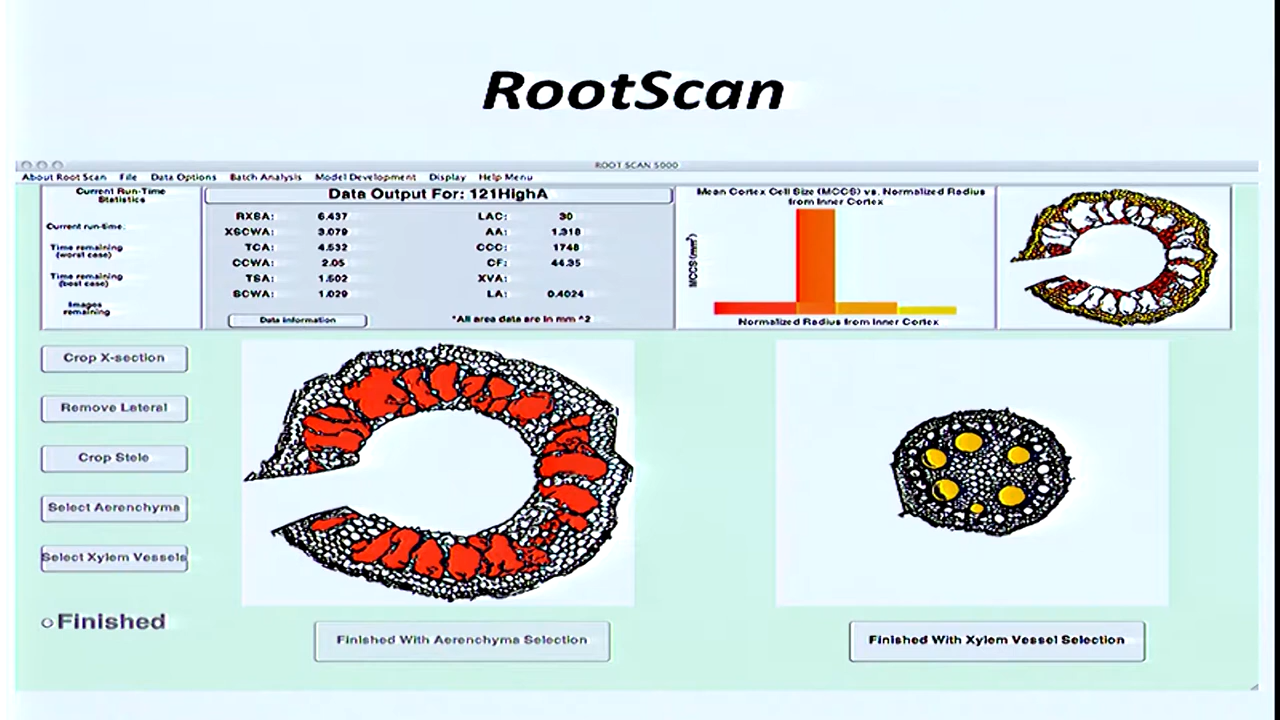 RootScan
ROOT SCAN 5000
About Root Scan File Data Options Batch Analysis Model Development Display Help Menu
Current Run-Time
Statistics
Current run-time:
Time remaining
(worst case)
Time remaining
(best case)
Images
remaining
Data Output For: 121HighA
RXSA: 6.437 LAC: 30
XSCWA: 3.079 AA: 1.318
TCA: 4.532 CCC: 1748
CCWA: 2.05 CF: 44.35
TSA: 1.502 XVA:
SCWA: 1.029 LA: 0.4024
Data Information *All area data are in mm ^2
Mean Cortex Cell Size (MCCS) vs. Normalized Radius
from Inner Cortex
MCCS (mm²)
Normalized Radius from Inner Cortex
Crop X-section
Remove Lateral
Crop Stele
Select Aerenchyma
Select Xylem Vessels
Finished
Finished With Aerenchyma Selection
Finished With Xylem Vessel Selection